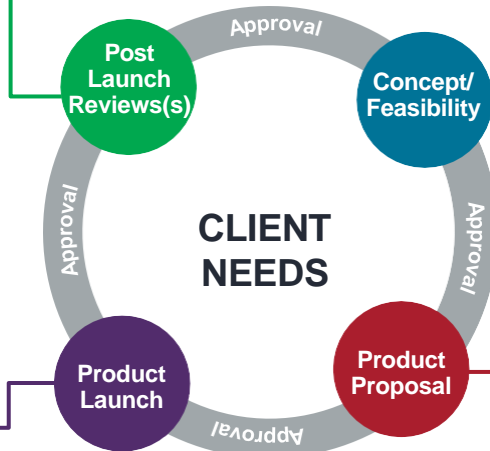 Approval
Post
Launch
Reviews(s)
Concept/
Feasibility
Approval
Approval
CLIENT
NEEDS
Product
Launch
Product
Proposal
Approval